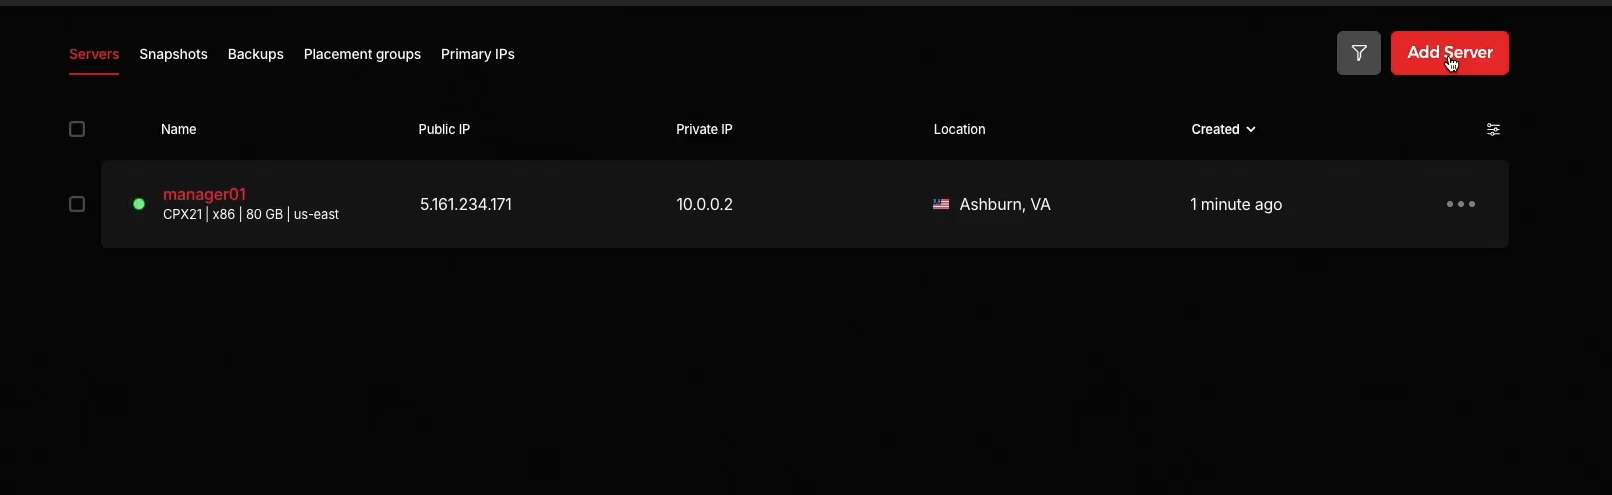 Servers Snapshots Backups Placement groups Primary IPs Add Server
Name Public IP Private IP Location Created
manager01
CPX21 | x86 | 80 GB | us-east 5.161.234.171 10.0.0.2 Ashburn, VA 1 minute ago